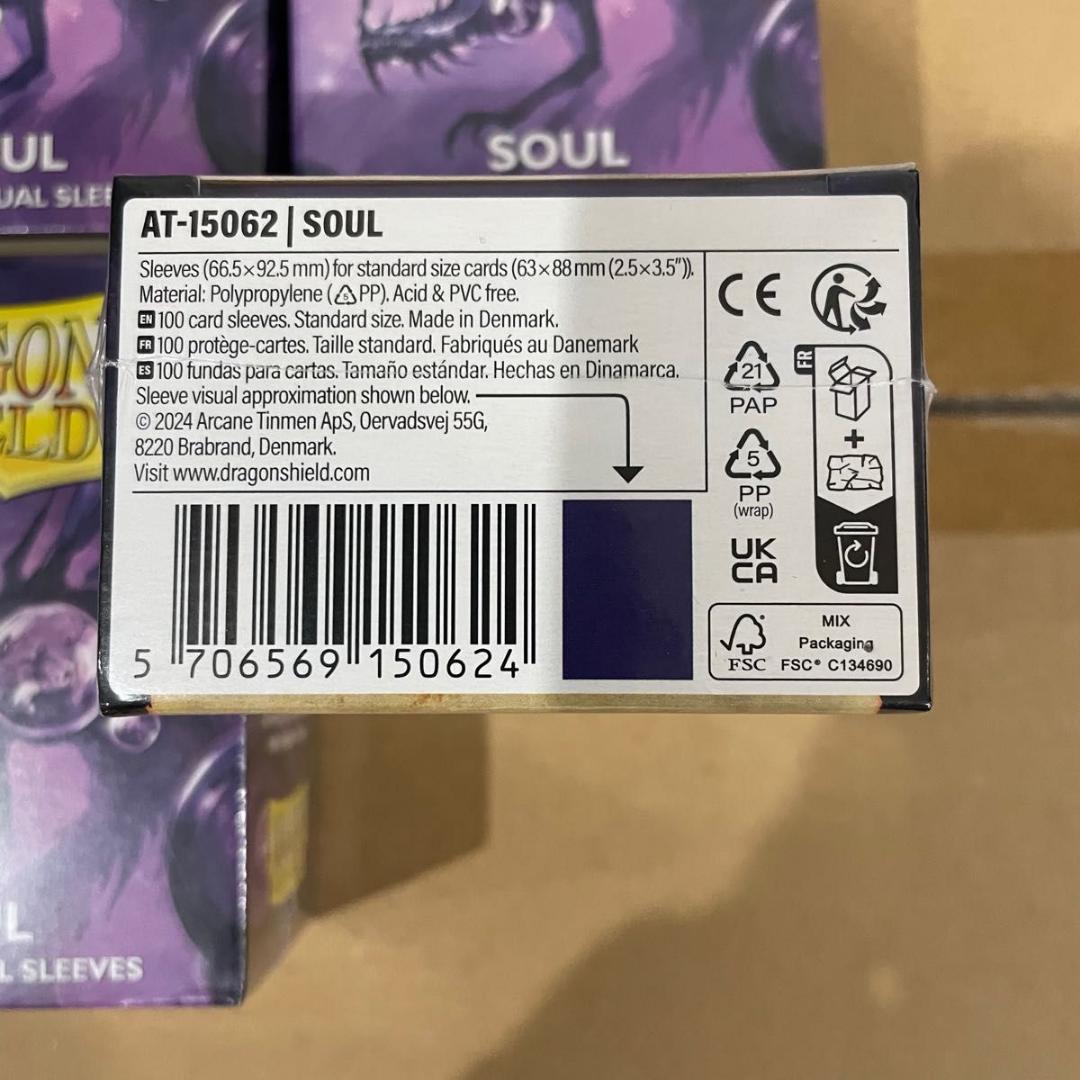 UL
UAL SLEE
SOUL
AT-15062 | SOUL
Sleeves (66.5×92.5 mm) for standard size cards (63×88 mm (2.5×3.5″)).
Material: Polypropylene (5 PP). Acid & PVC free.
EN 100 card sleeves. Standard size. Made in Denmark.
FR 100 protège-cartes. Taille standard. Fabriqués au Danemark
ES 100 fundas para cartas. Tamaño estándar. Hechas en Dinamarca.
Sleeve visual approximation shown below.
© 2024 Arcane Tinmen ApS, Oervadsvej 55G,
8220 Brabrand, Denmark.
Visit www.dragonshield.com
5 706569 150624
CE
21
PAP
5
PP
(wrap)
UK
CA
FR
+
FSC
MIX
Packaging
FSC® C134690
GON
ELD
L
L SLEEVES